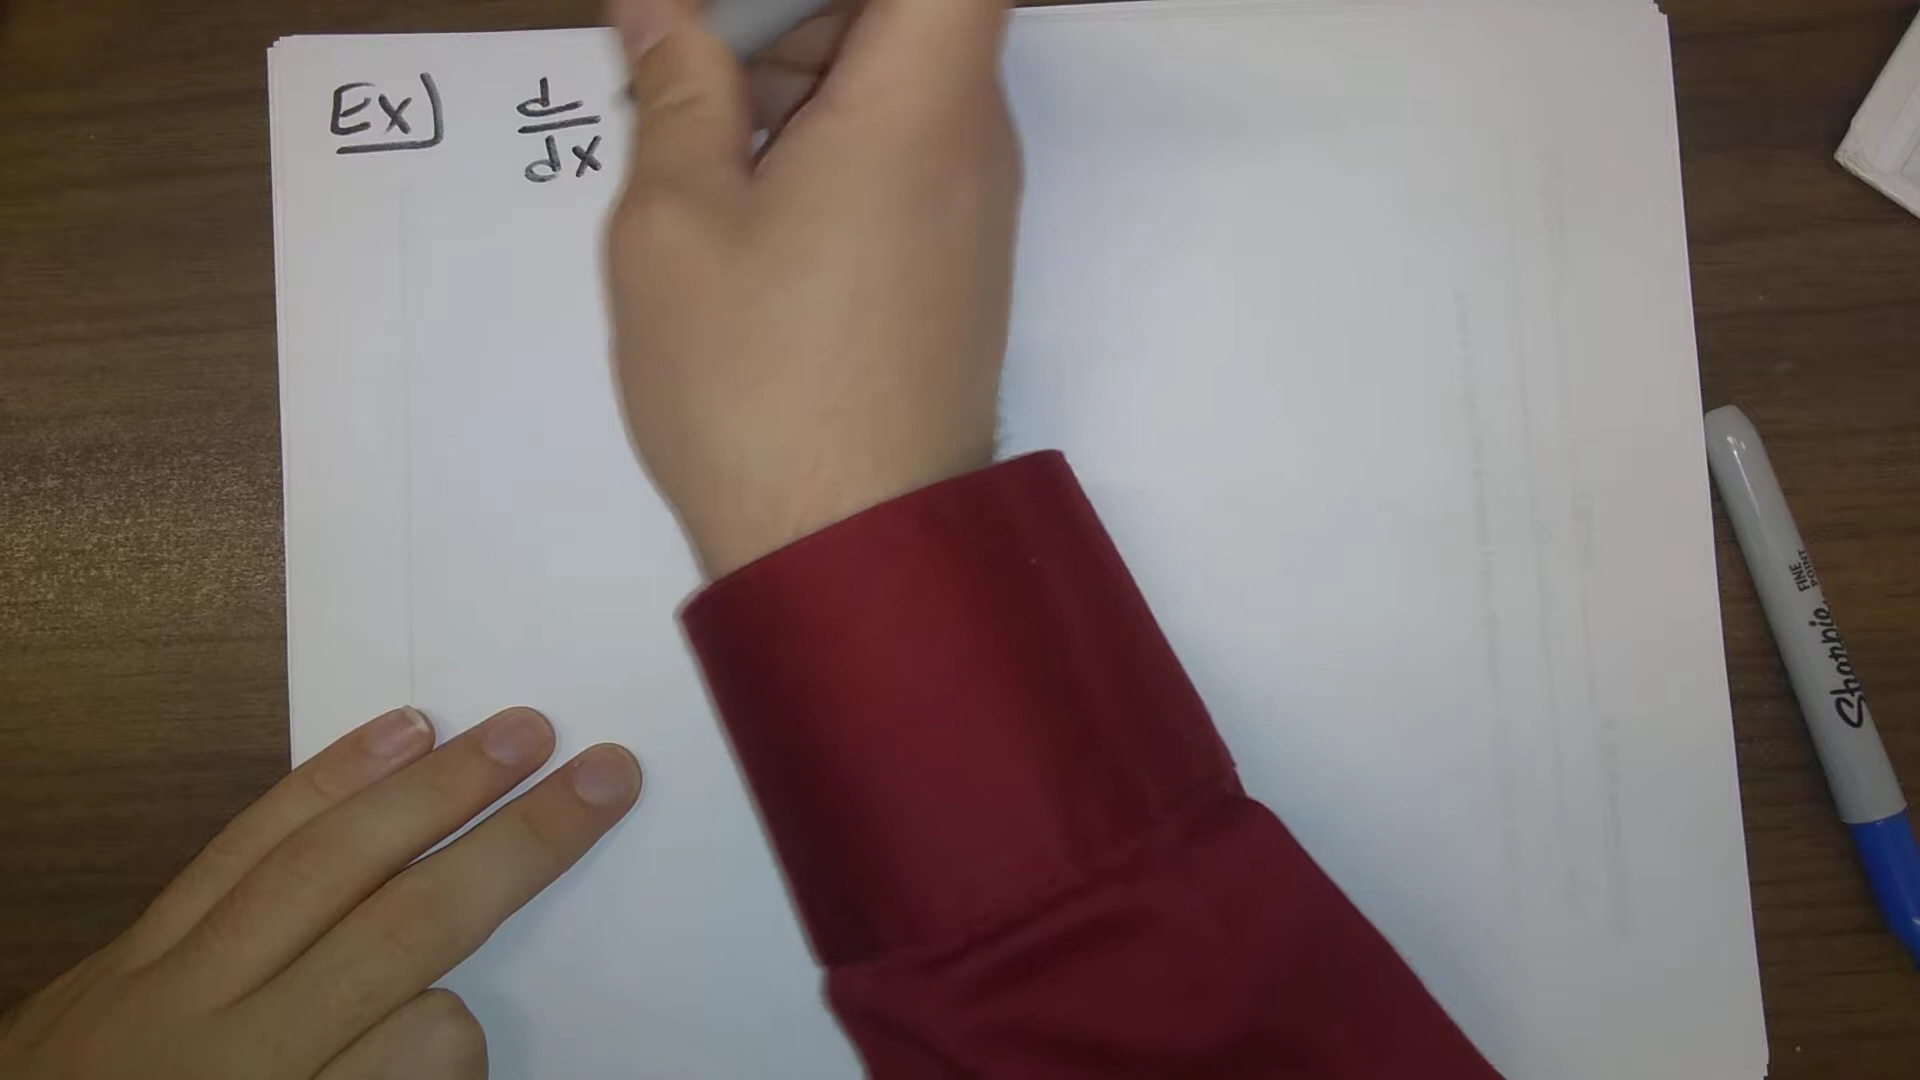 Ex) d
dx
FINE
POINT
Sharpie